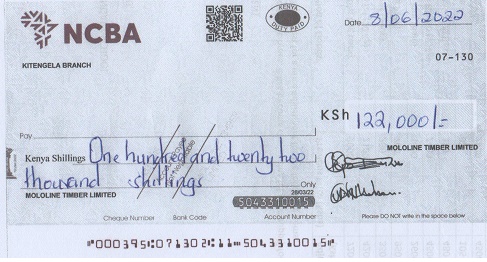 NCBA
KENYA
DUTY PAID
Date 8/06/2022
KITENGELA BRANCH
07-130
KSh 122,000/=
Pay
MOLOLINE TIMBER LIMITED
Kenya Shillings One hundred and twenty two
thousand shillings Only
MOLOLINE TIMBER LIMITED
28/03/22
5043310015
Cheque Number Bank Code Account Number
Please DO NOT write in the space below
"000395⑆071302⑆11⑉5043310015⑈